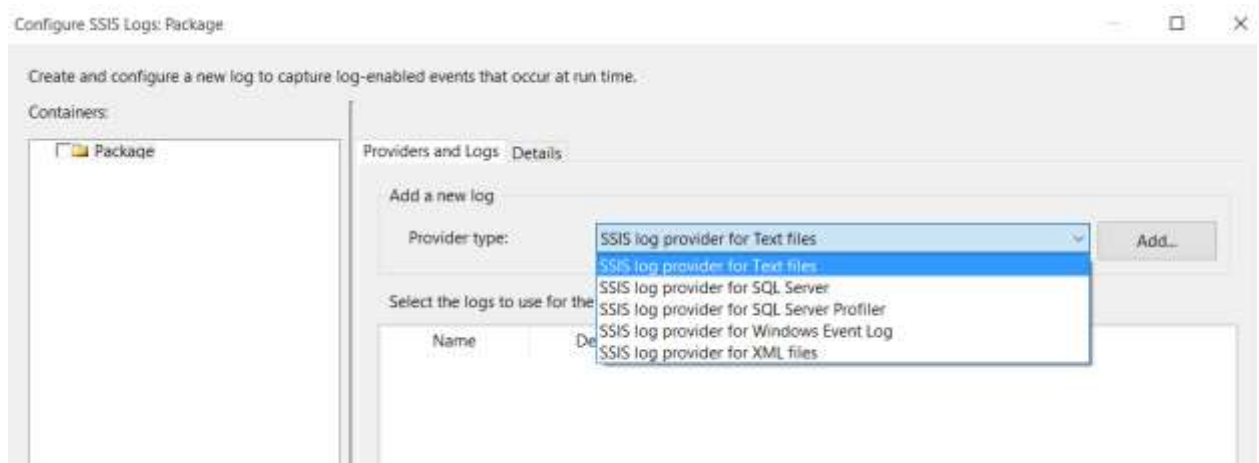 Configure SSIS Logs: Package
Create and configure a new log to capture log-enabled events that occur at run time.
Containers:
Package
Providers and Logs Details
Add a new log
Provider type: SSIS log provider for Text files Add...
SSIS log provider for Text files
SSIS log provider for SQL Server
Select the logs to use for the
SSIS log provider for SQL Server Profiler
SSIS log provider for Windows Event Log
Name De
SSIS log provider for XML files